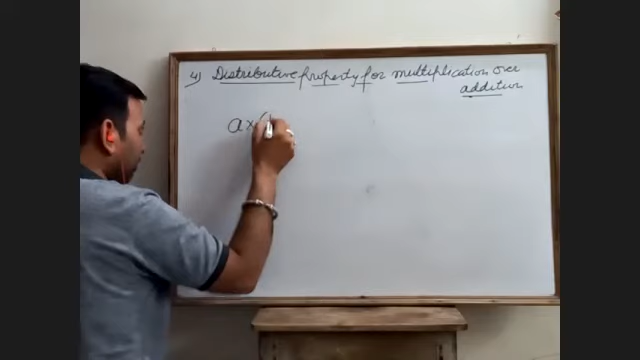 4) Distributive property for multiplication over
addition
a × (